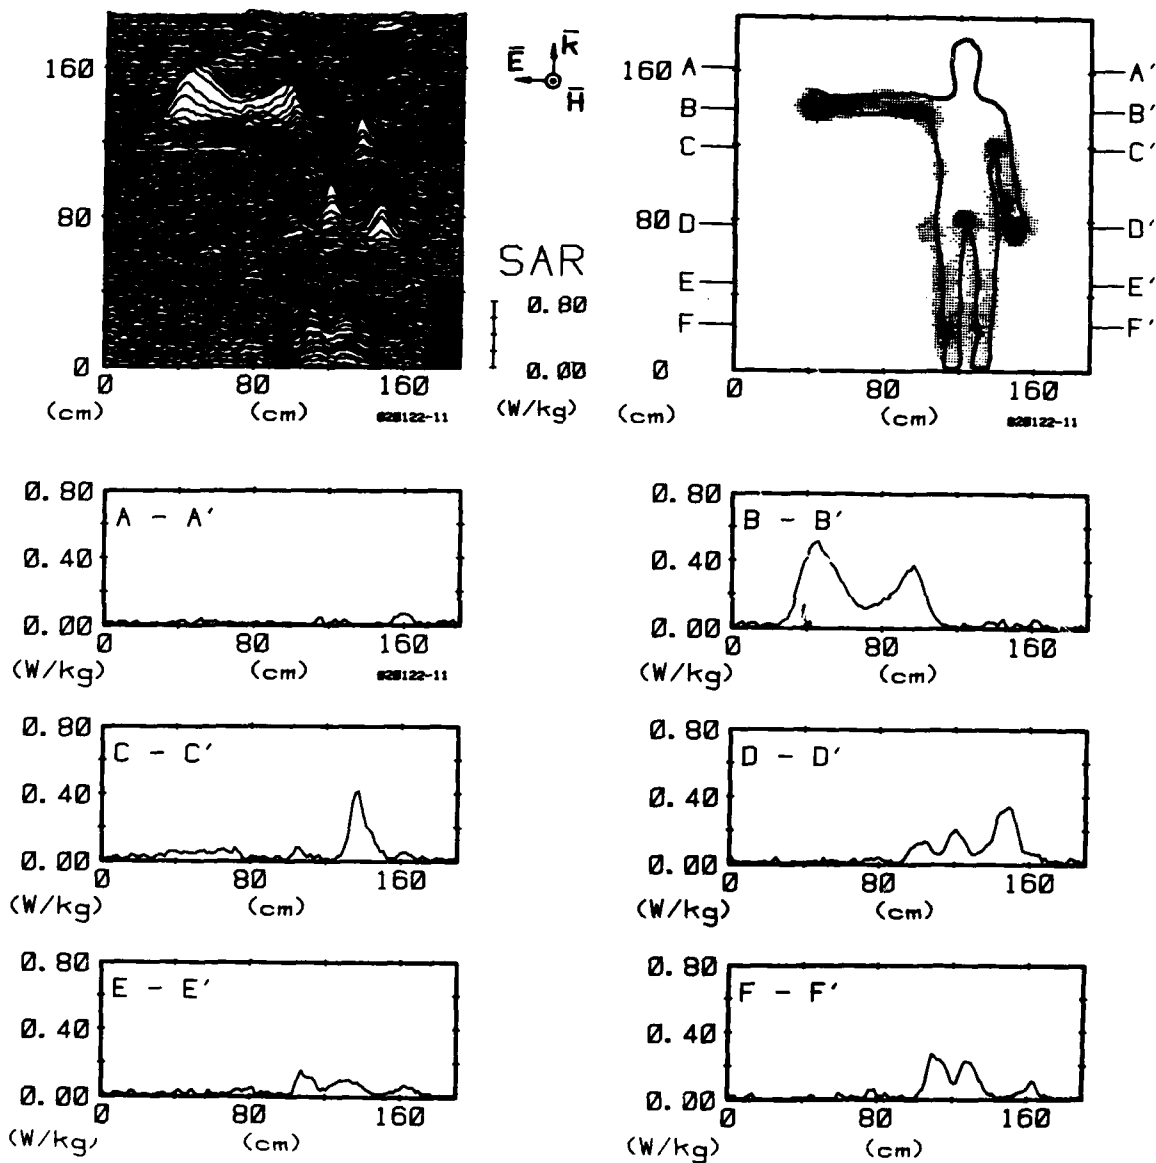 160
80
0
0 80 160
(cm) (cm) 820122-11
E̅ k̅
H̅
SAR
0.80
0.00
(W/kg)
160
80
0
A A'
B B'
C C'
D D'
E E'
F F'
0 80 160
(cm) (cm) 820122-11
0.80
0.40
0.00
A - A'
0 80 160
(W/kg) (cm) 820122-11
0.80
0.40
0.00
B - B'
0 80 160
(W/kg) (cm)
0.80
0.40
0.00
C - C'
0 80 160
(W/kg) (cm)
0.80
0.40
0.00
D - D'
0 80 160
(W/kg) (cm)
0.80
0.40
0.00
E - E'
0 80 160
(W/kg) (cm)
0.80
0.40
0.00
F - F'
0 80 160
(W/kg) (cm)